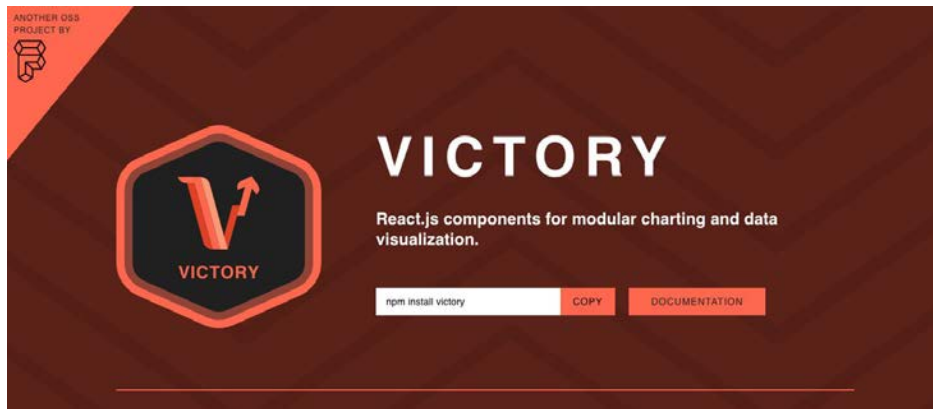 ANOTHER OSS
PROJECT BY
VICTORY
VICTORY
React.js components for modular charting and data
visualization.
npm install victory
COPY
DOCUMENTATION